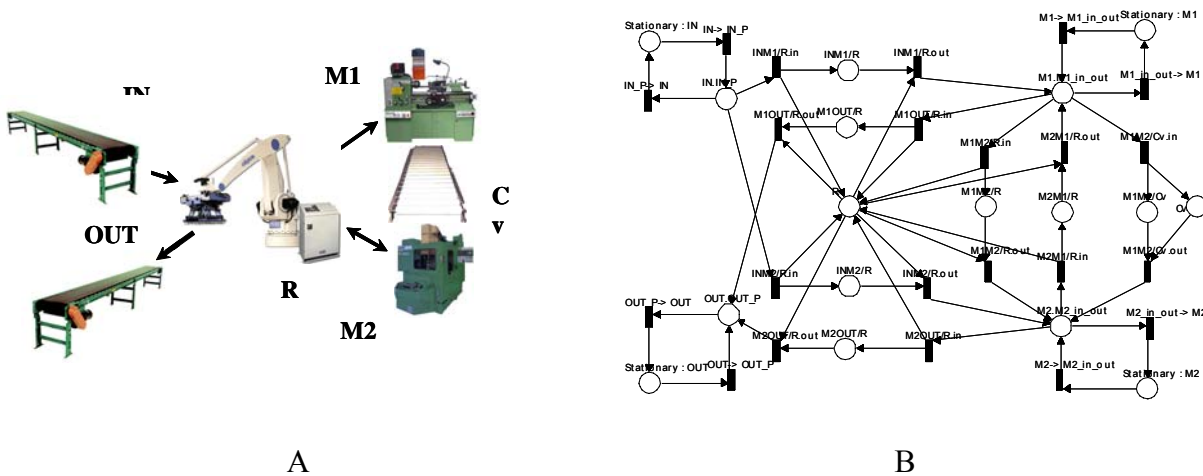 IN
M1
C
v
OUT
R
M2
A
Stationary : IN
IN-> IN_P
IN_P-> IN
IN.IN_P
INM1/R.in
INM1/R
INM1/R.out
M1-> M1_in_out
Stationary : M1
M1_in_out-> M1
M1.M1_in_out
M1OUT/R.out
M1OUT/R
M1OUT/R.in
M1M2/R.in
M2M1/R.out
M1M2/Cv.in
R
M1M2/R
M2M1/R
M1M2/Cv
Cv
M1M2/R.out
M2M1/R.in
M1M2/Cv.out
INM2/R.in
INM2/R
INM2/R.out
OUT_P-> OUT
OUT.OUT_P
M2.M2_in_out
M2_in_out-> M2
M2OUT/R.out
M2OUT/R
M2OUT/R.in
OUT-> OUT_P
Stationary : OUT
M2-> M2_in_out
Stationary : M2
B